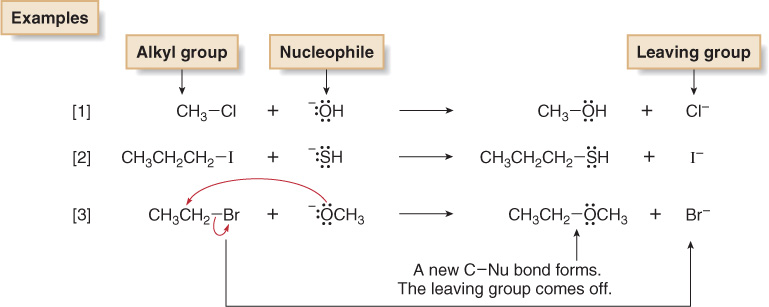 Examples
Alkyl group Nucleophile Leaving group
[1] CH₃–Cl + ⁻:ÖH ⟶ CH₃–ÖH + Cl⁻
[2] CH₃CH₂CH₂–I + ⁻:S̈H ⟶ CH₃CH₂CH₂–S̈H + I⁻
[3] CH₃CH₂–Br + ⁻:ÖCH₃ ⟶ CH₃CH₂–ÖCH₃ + Br⁻
A new C–Nu bond forms.
The leaving group comes off.